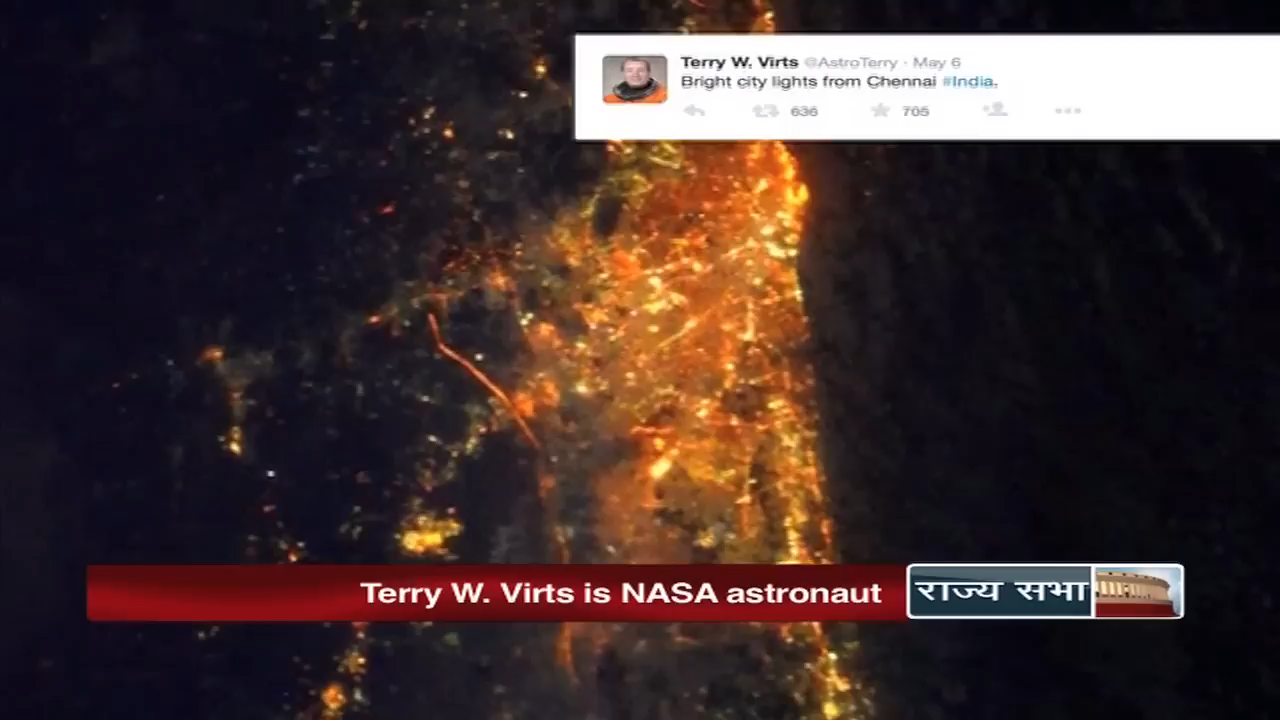 Terry W. Virts @AstroTerry · May 6
Bright city lights from Chennai #India.
636 705
Terry W. Virts is NASA astronaut
राज्य सभा